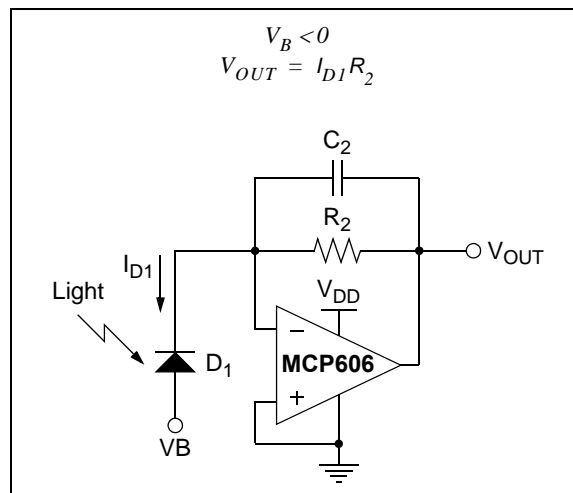 V_B < 0
V_OUT = I_D1 R_2
C_2
R_2
V_OUT
I_D1
Light
V_DD
D_1
−
MCP606
+
VB